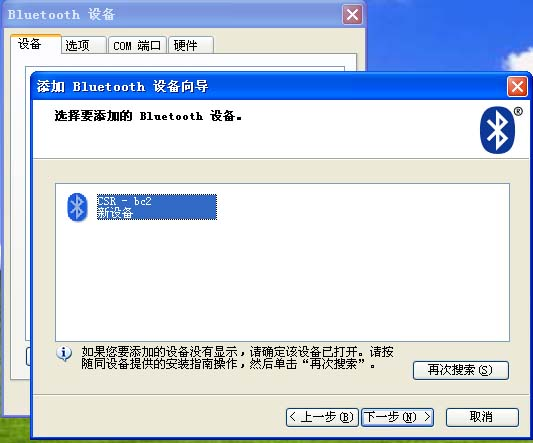 Bluetooth 设备
设备
选项
COM 端口
硬件
添加 Bluetooth 设备向导
选择要添加的 Bluetooth 设备。
®
CSR - bc2
新设备
如果您要添加的设备没有显示，请确定该设备已打开。请按
随同设备提供的安装指南操作，然后单击“再次搜索”。
再次搜索(S)
< 上一步(B)
下一步(N) >
取消